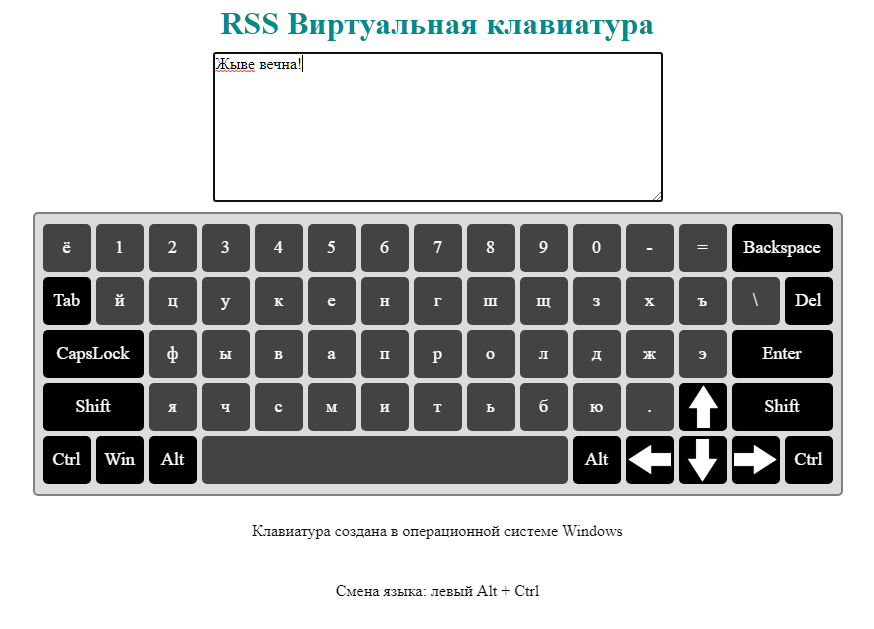 RSS Виртуальная клавиатура
Жыве вечна!
ё 1 2 3 4 5 6 7 8 9 0 - = Backspace
Tab й ц у к е н г ш щ з х ъ \ Del
CapsLock ф ы в а п р о л д ж э Enter
Shift я ч с м и т ь б ю . Shift
Ctrl Win Alt Alt Ctrl
Клавиатура создана в операционной системе Windows
Смена языка: левый Alt + Ctrl